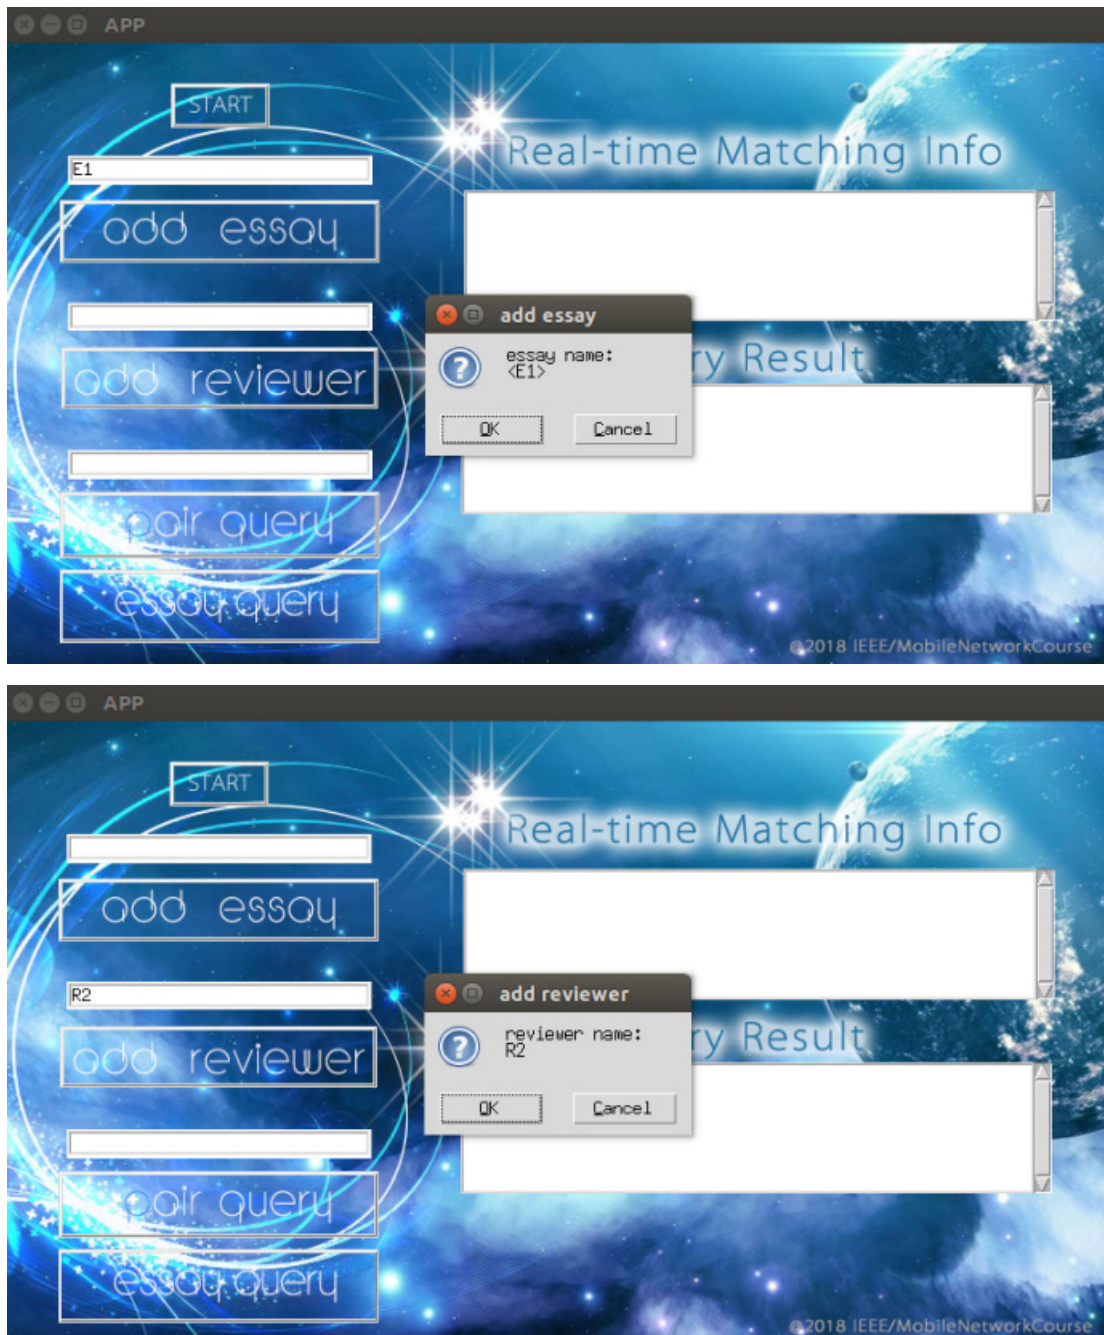 APP
START
Real-time Matching Info
E1
add essay
add essay
essay name:
<E1>
ry Result
add reviewer
OK
Cancel
pair query
essay query
@2018 IEEE/MobileNetworkCourse
APP
START
Real-time Matching Info
add essay
R2
add reviewer
reviewer name:
R2
ry Result
add reviewer
OK
Cancel
pair query
essay query
@2018 IEEE/MobileNetworkCourse